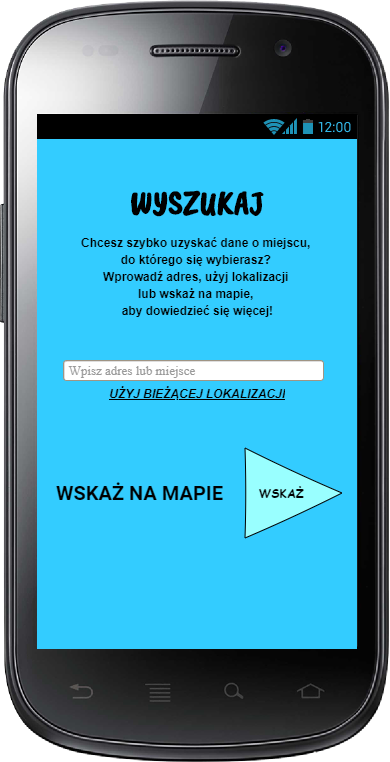 12:00
WYSZUKAJ
Chcesz szybko uzyskać dane o miejscu,
do którego się wybierasz?
Wprowadź adres, użyj lokalizacji
lub wskaż na mapie,
aby dowiedzieć się więcej!
Wpisz adres lub miejsce
UŻYJ BIEŻĄCEJ LOKALIZACJI
WSKAŻ NA MAPIE
WSKAŻ